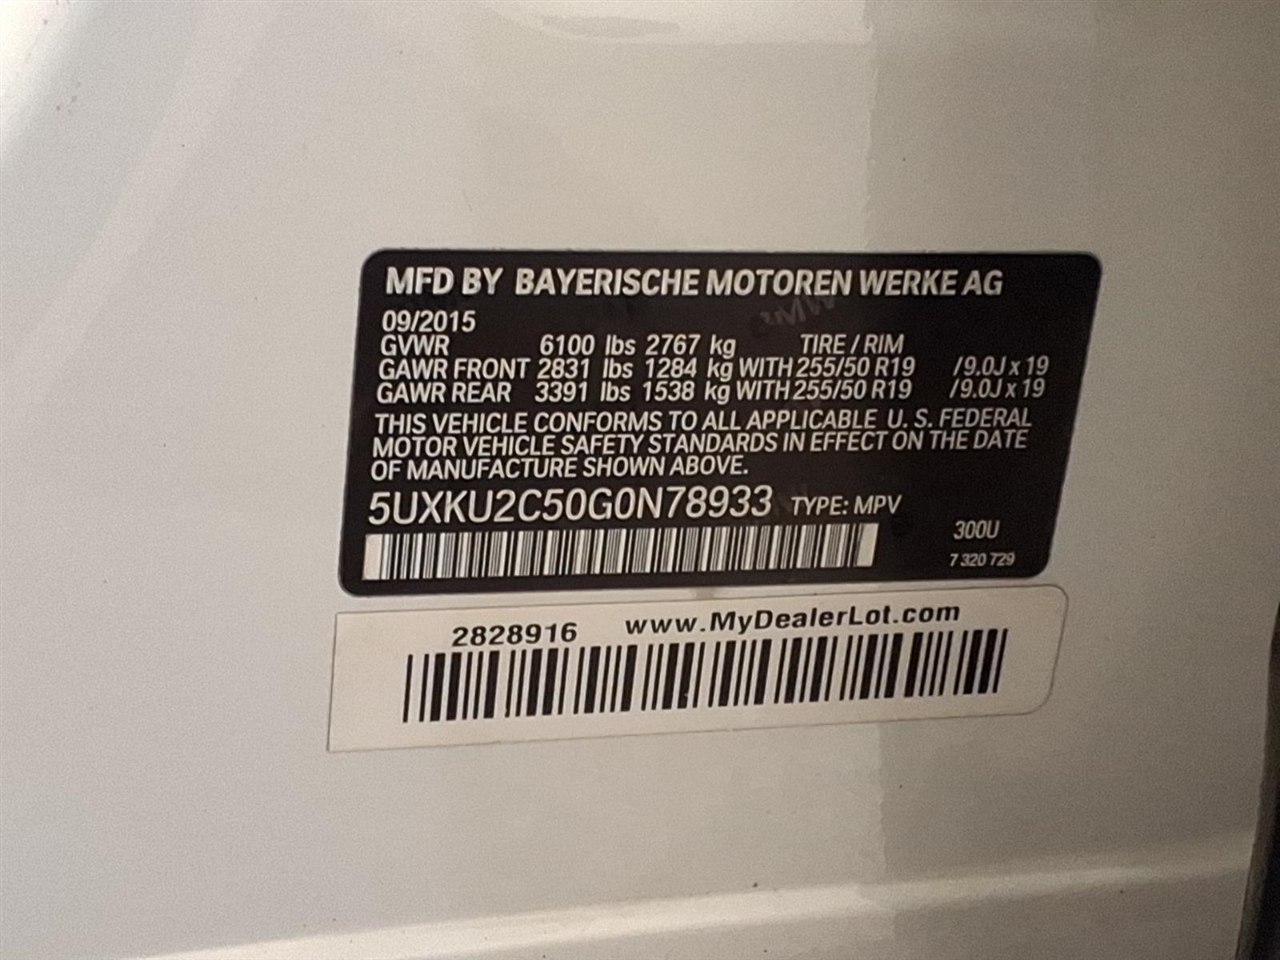 MFD BY BAYERISCHE MOTOREN WERKE AG
09/2015
GVWR 6100 lbs 2767 kg TIRE / RIM
GAWR FRONT 2831 lbs 1284 kg WITH 255/50 R19 /9.0J x 19
GAWR REAR 3391 lbs 1538 kg WITH 255/50 R19 /9.0J x 19
THIS VEHICLE CONFORMS TO ALL APPLICABLE U. S. FEDERAL
MOTOR VEHICLE SAFETY STANDARDS IN EFFECT ON THE DATE
OF MANUFACTURE SHOWN ABOVE.
5UXKU2C50G0N78933 TYPE: MPV
300U
7 320 729
2828916 www.MyDealerLot.com